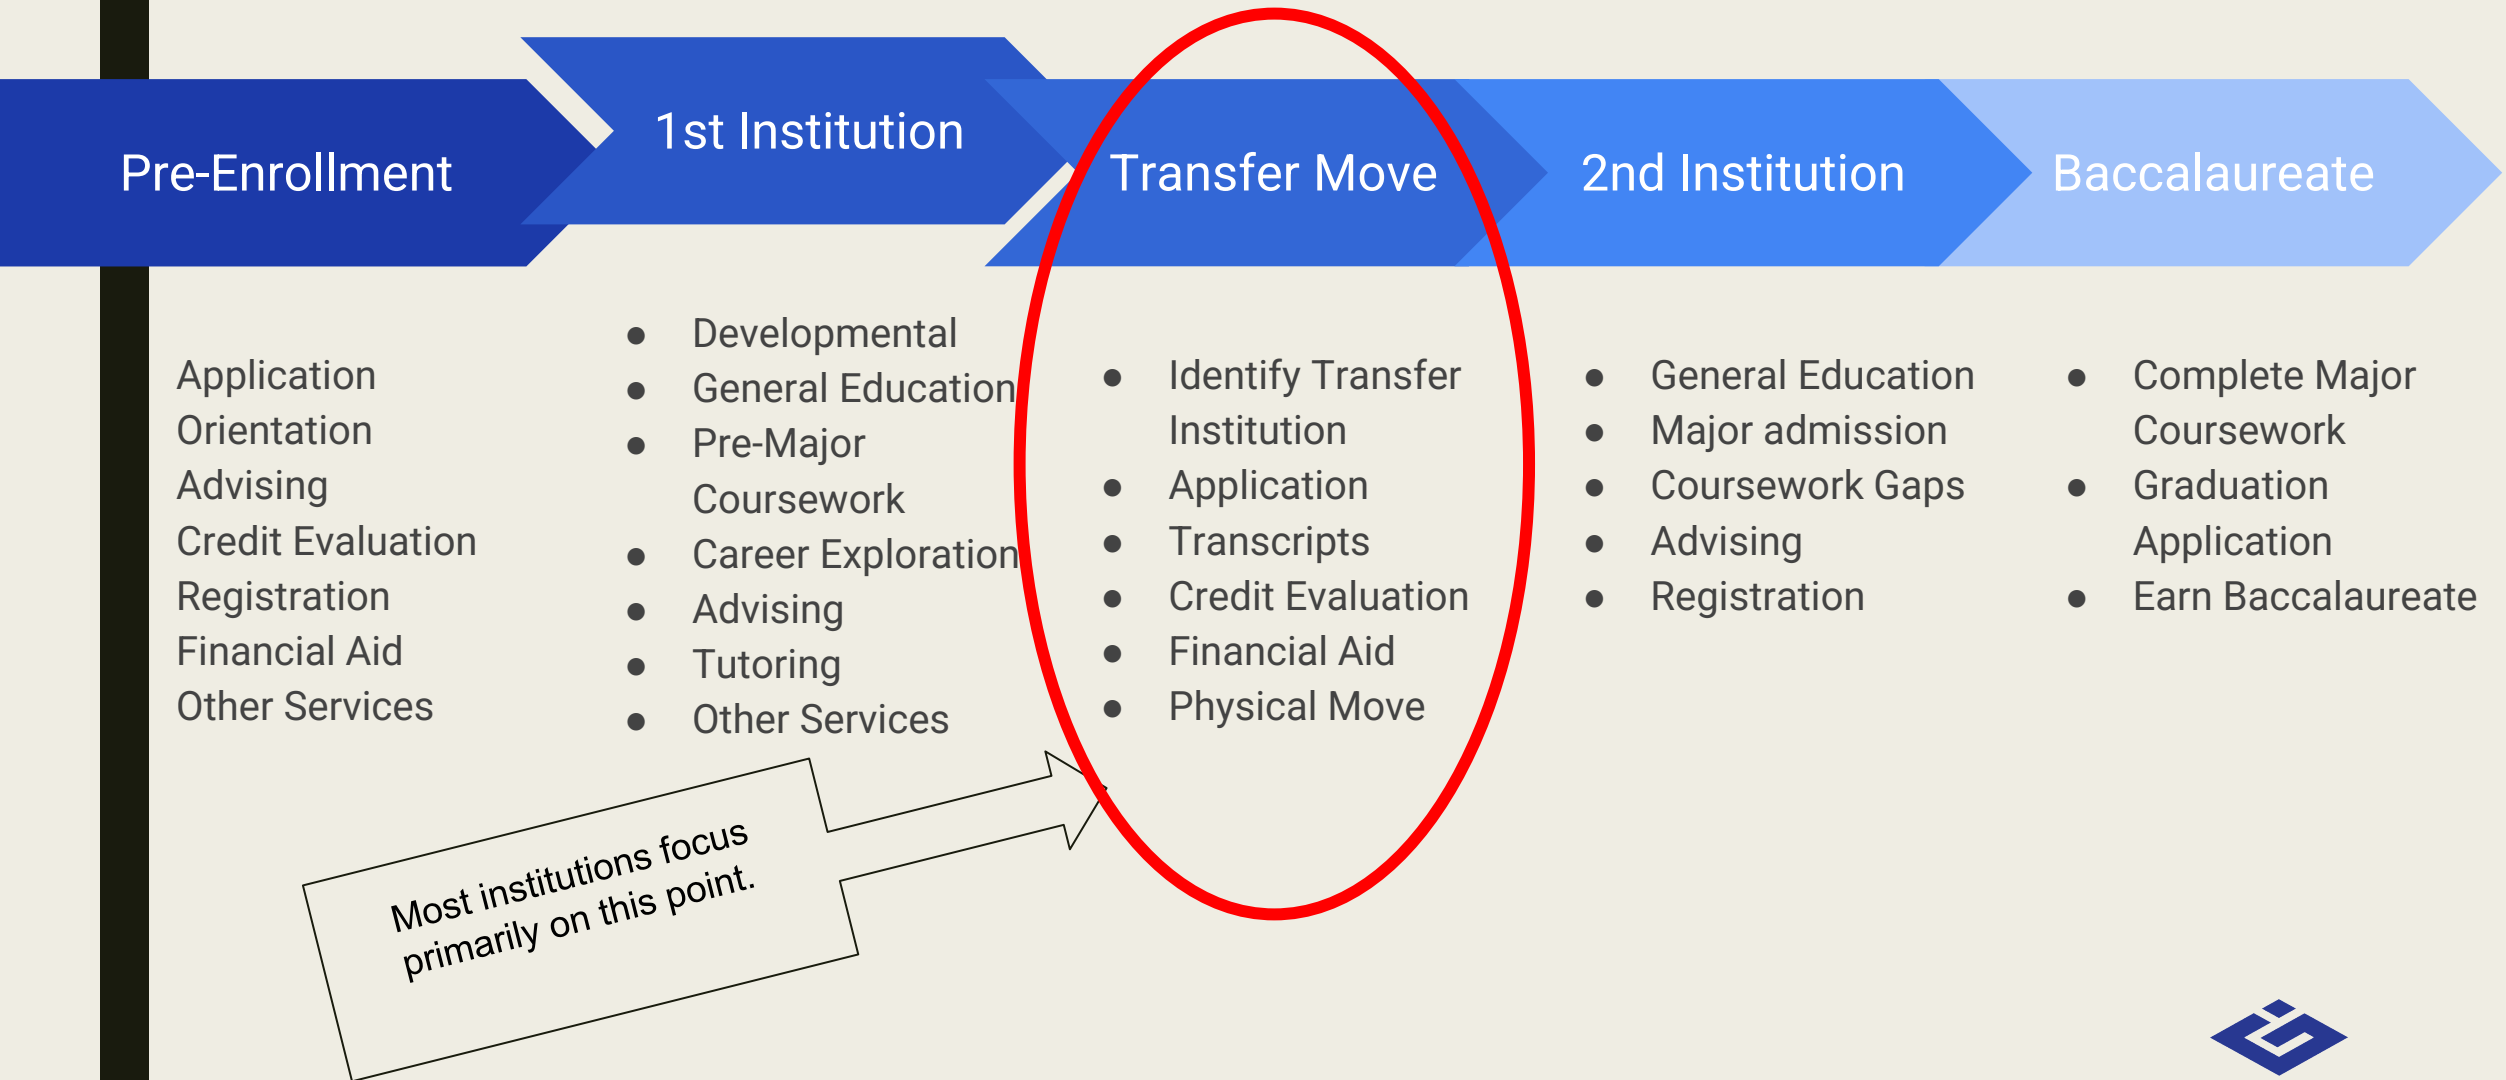 Pre-Enrollment
1st Institution
Transfer Move
2nd Institution
Baccalaureate
Application
Orientation
Advising
Credit Evaluation
Registration
Financial Aid
Other Services
● Developmental
● General Education
● Pre-Major
Coursework
● Career Exploration
● Advising
● Tutoring
● Other Services
● Identify Transfer
Institution
● Application
● Transcripts
● Credit Evaluation
● Financial Aid
● Physical Move
● General Education
● Major admission
● Coursework Gaps
● Advising
● Registration
● Complete Major
Coursework
● Graduation
Application
● Earn Baccalaureate
Most institutions focus
primarily on this point.